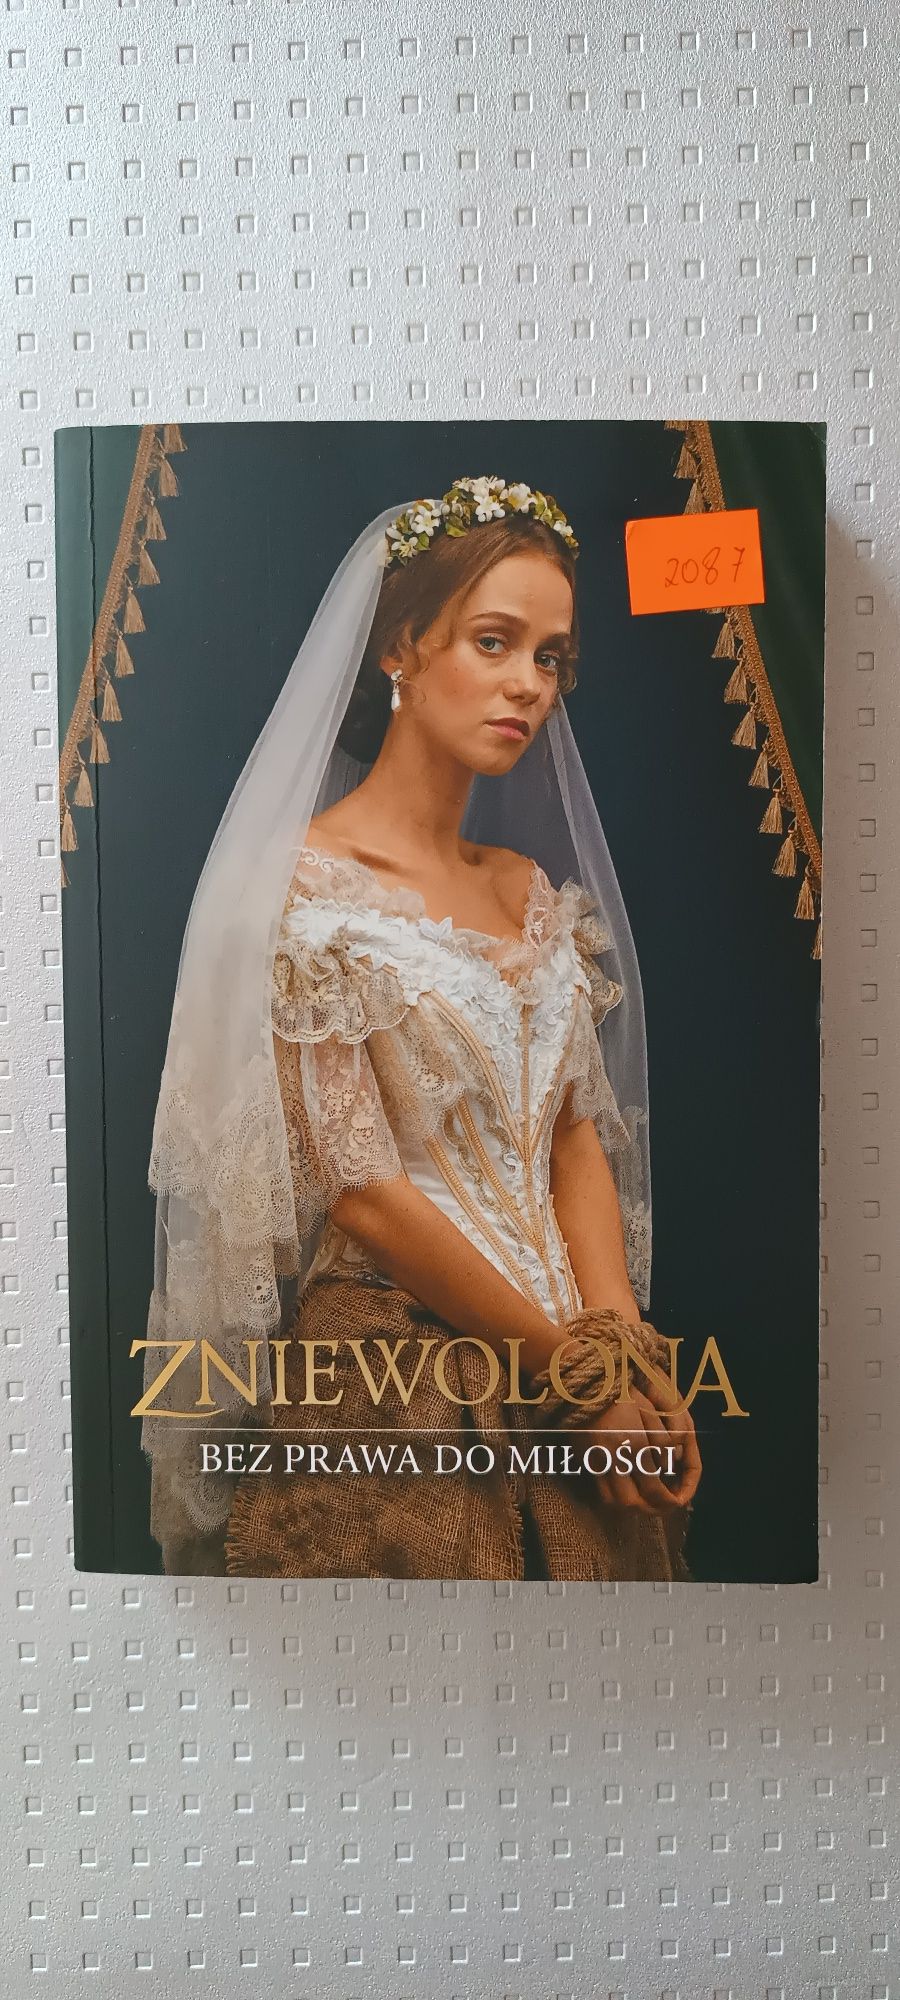 2087
ZNIEWOLONA
BEZ PRAWA DO MIŁOŚCI